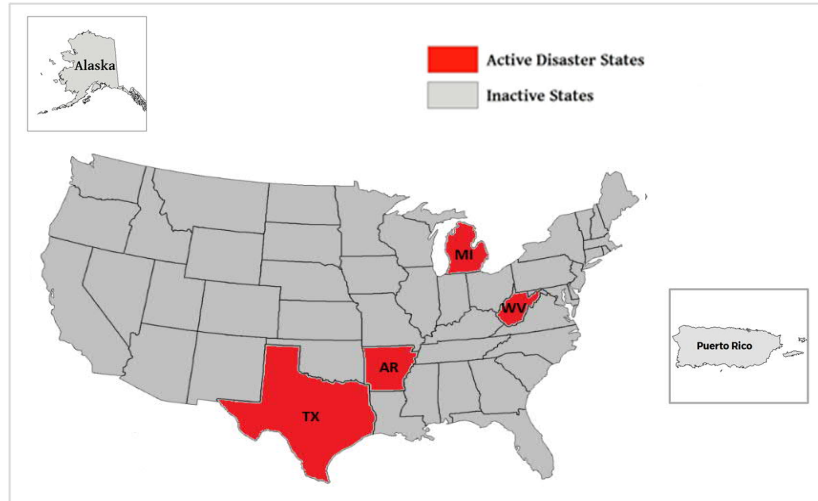 Alaska
Active Disaster States
Inactive States
MI
WV
AR
TX
Puerto Rico